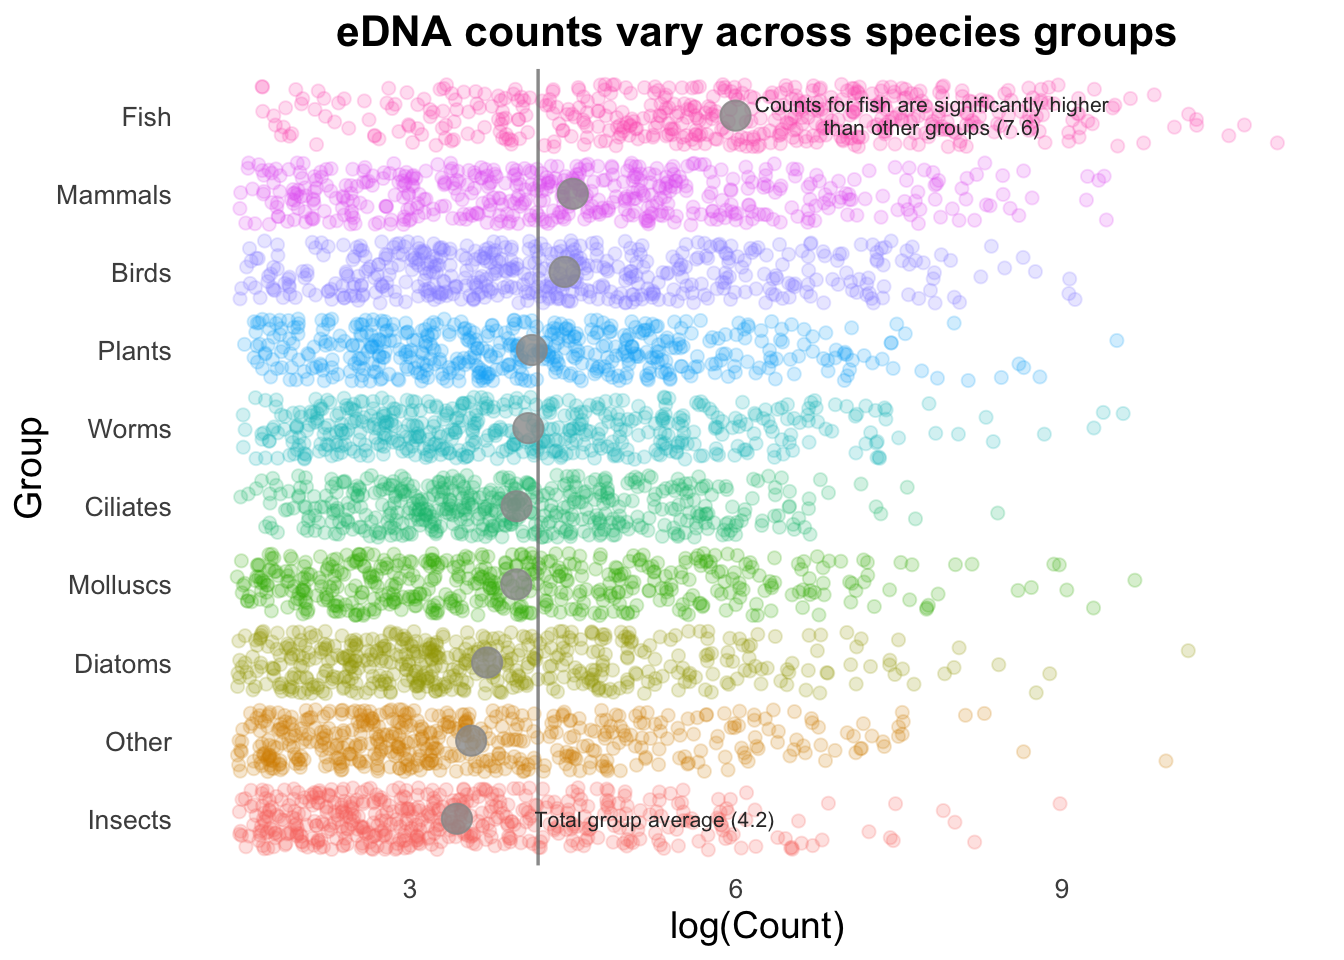 eDNA counts vary across species groups
Fish
Counts for fish are significantly higher
than other groups (7.6)
Mammals
Birds
Plants
Worms
Group
Ciliates
Molluscs
Diatoms
Other
Insects
Total group average (4.2)
3 6 9
log(Count)